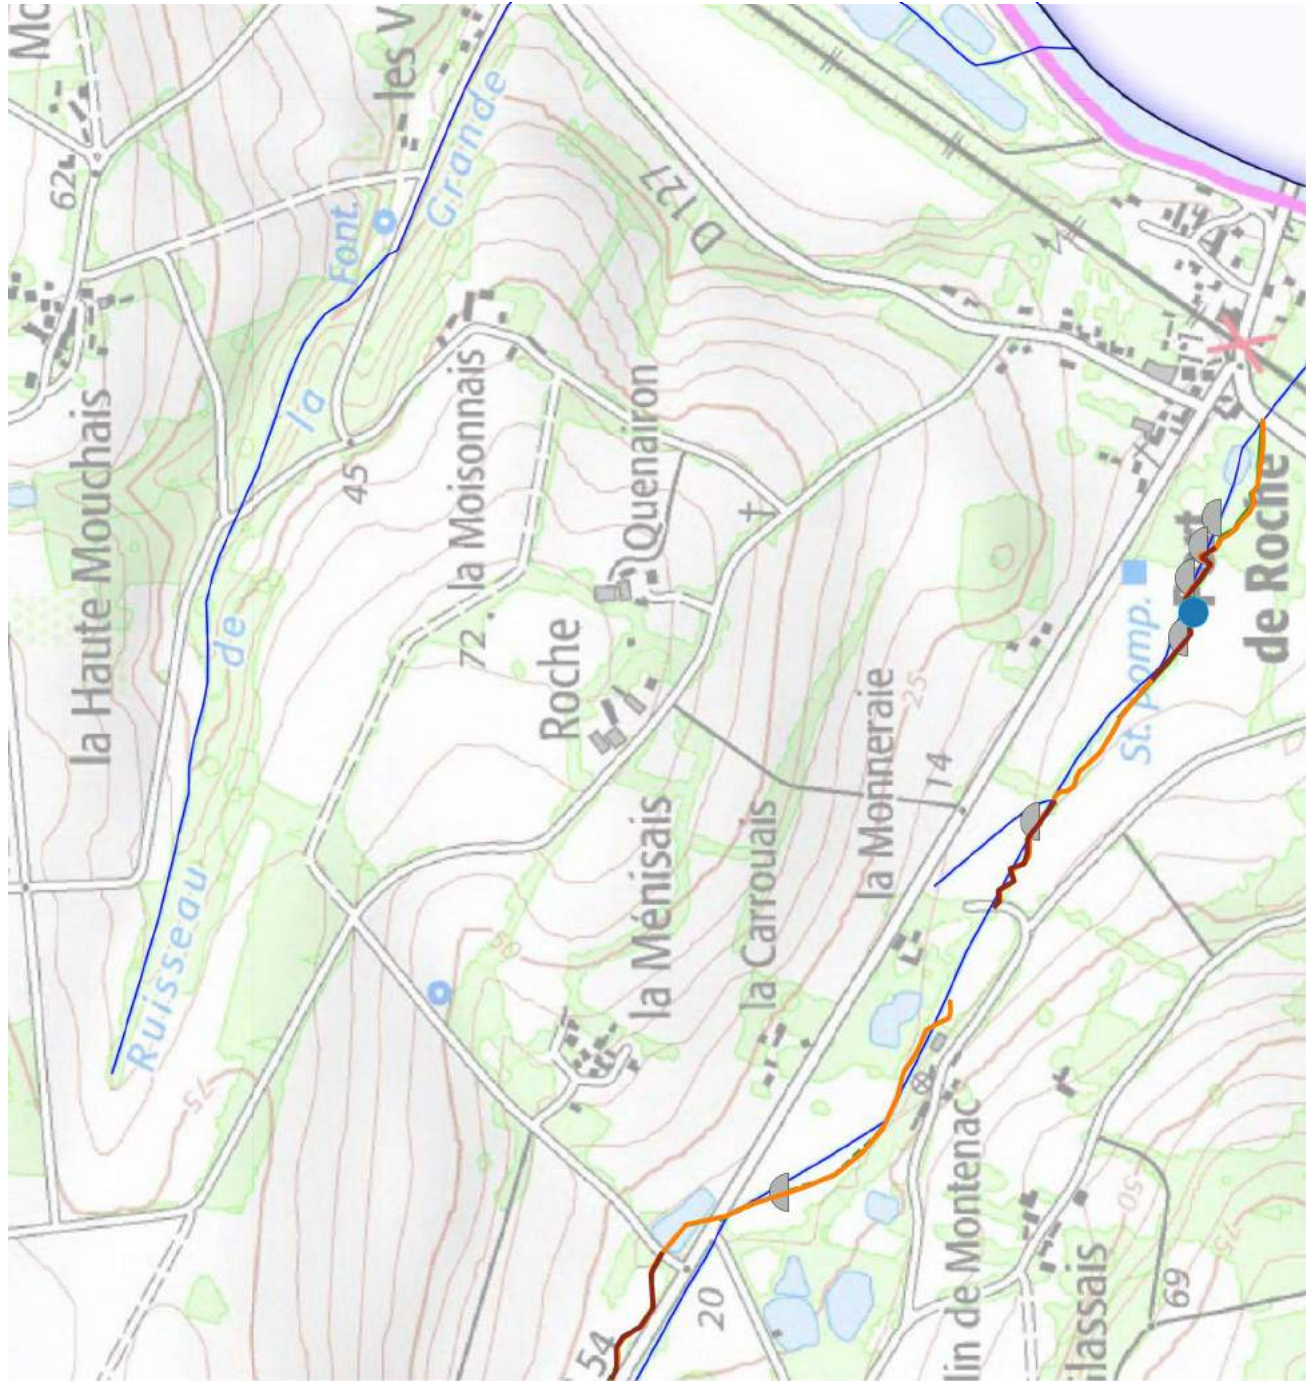 les V
62
Font.
Grande
D 127
la Haute Mouchais
la
45
la Moisonnais
Quenairon
de
72
Roche
Port
de Roche
St. Pomp.
la Monneraie
25
14
Ruisseau
la Ménisais
la Carrouais
50
75
lin de Montenac
50
75
69
20
54
ilassais